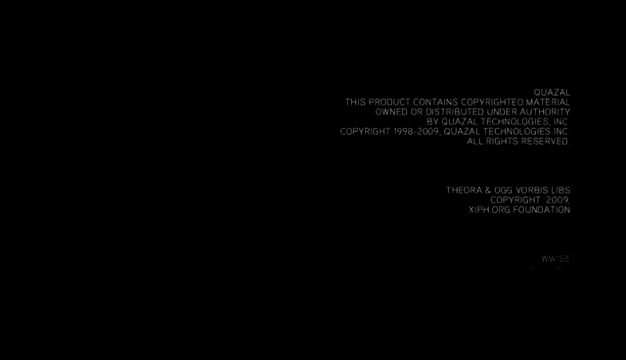 QUAZAL
THIS PRODUCT CONTAINS COPYRIGHTED MATERIAL
OWNED OR DISTRIBUTED UNDER AUTHORITY
BY QUAZAL TECHNOLOGIES, INC.
COPYRIGHT 1998-2009, QUAZAL TECHNOLOGIES INC.
ALL RIGHTS RESERVED.
THEORA & OGG VORBIS LIBS
COPYRIGHT 2009,
XIPH.ORG FOUNDATION